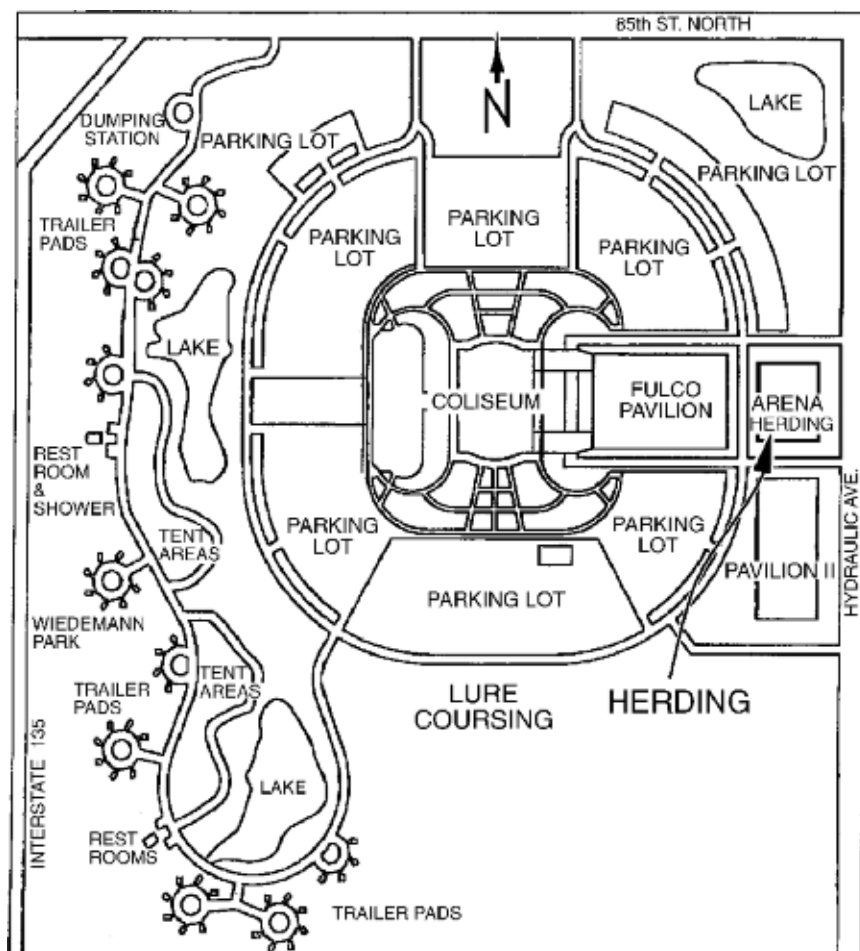 85th ST. NORTH
N
LAKE
DUMPING
STATION
PARKING LOT
PARKING LOT
TRAILER
PADS
PARKING
LOT
PARKING
LOT
PARKING
LOT
LAKE
COLISEUM
FULCO
PAVILION
ARENA
HERDING
REST
ROOM
&
SHOWER
TENT
AREAS
PARKING
LOT
PARKING
LOT
PAVILION II
HYDRAULIC AVE.
PARKING LOT
WIEDEMANN
PARK
TENT
AREAS
TRAILER
PADS
LURE
COURSING
HERDING
INTERSTATE 135
LAKE
REST
ROOMS
TRAILER PADS